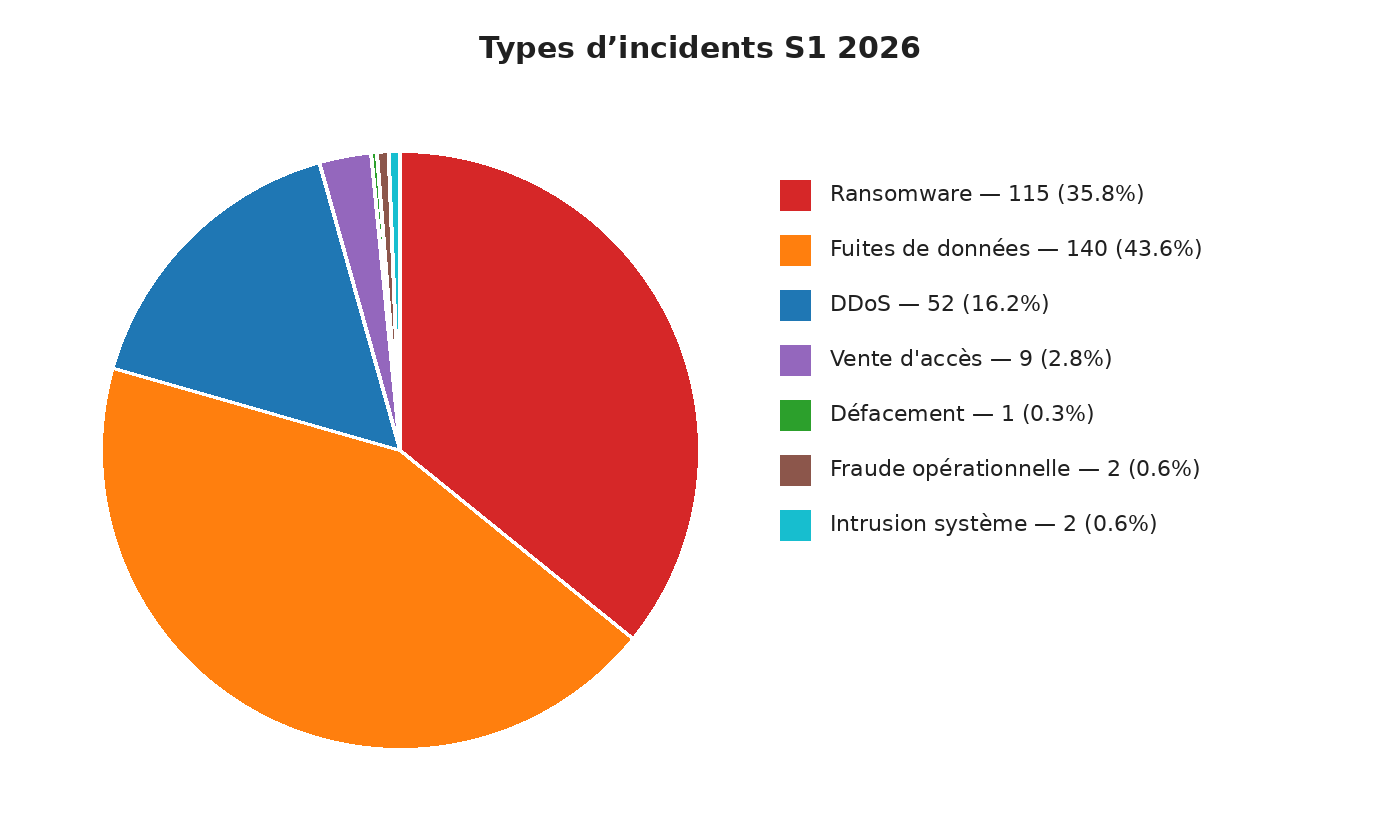 Types d’incidents S1 2026
Ransomware — 115 (35.8%)
Fuites de données — 140 (43.6%)
DDoS — 52 (16.2%)
Vente d'accès — 9 (2.8%)
Défacement — 1 (0.3%)
Fraude opérationnelle — 2 (0.6%)
Intrusion système — 2 (0.6%)